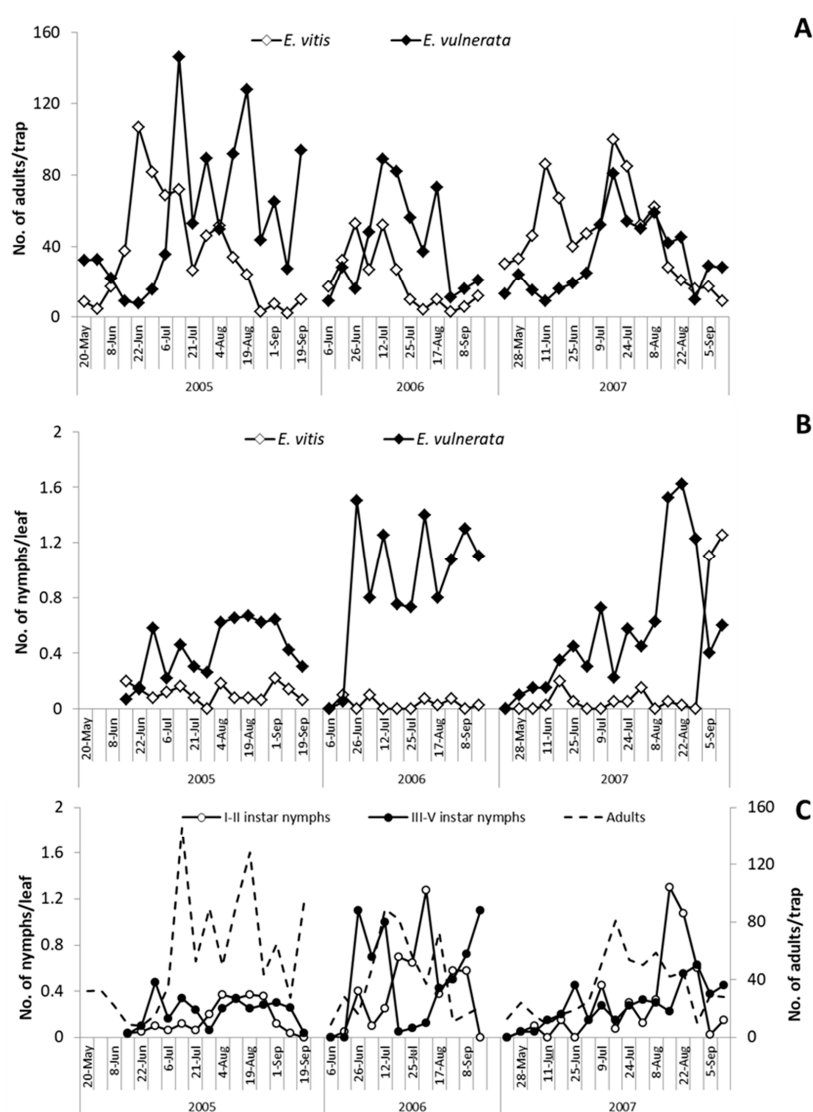 A
E. vitis E. vulnerata
No. of adults/trap
160
120
80
40
0
20-May 8-Jun 22-Jun 6-Jul 21-Jul 4-Aug 19-Aug 1-Sep 19-Sep 6-Jun 26-Jun 12-Jul 25-Jul 17-Aug 8-Sep 28-May 11-Jun 25-Jun 9-Jul 24-Jul 8-Aug 22-Aug 5-Sep
2005 2006 2007
B
E. vitis E. vulnerata
No. of nymphs/leaf
2
1.6
1.2
0.8
0.4
0
20-May 8-Jun 22-Jun 6-Jul 21-Jul 4-Aug 19-Aug 1-Sep 19-Sep 6-Jun 26-Jun 12-Jul 25-Jul 17-Aug 8-Sep 28-May 11-Jun 25-Jun 9-Jul 24-Jul 8-Aug 22-Aug 5-Sep
2005 2006 2007
C
I-II instar nymphs III-V instar nymphs Adults
No. of nymphs/leaf
2
1.6
1.2
0.8
0.4
0
No. of adults/trap
160
120
80
40
0
20-May 8-Jun 22-Jun 6-Jul 21-Jul 4-Aug 19-Aug 1-Sep 19-Sep 6-Jun 26-Jun 12-Jul 25-Jul 17-Aug 8-Sep 28-May 11-Jun 25-Jun 9-Jul 24-Jul 8-Aug 22-Aug 5-Sep
2005 2006 2007